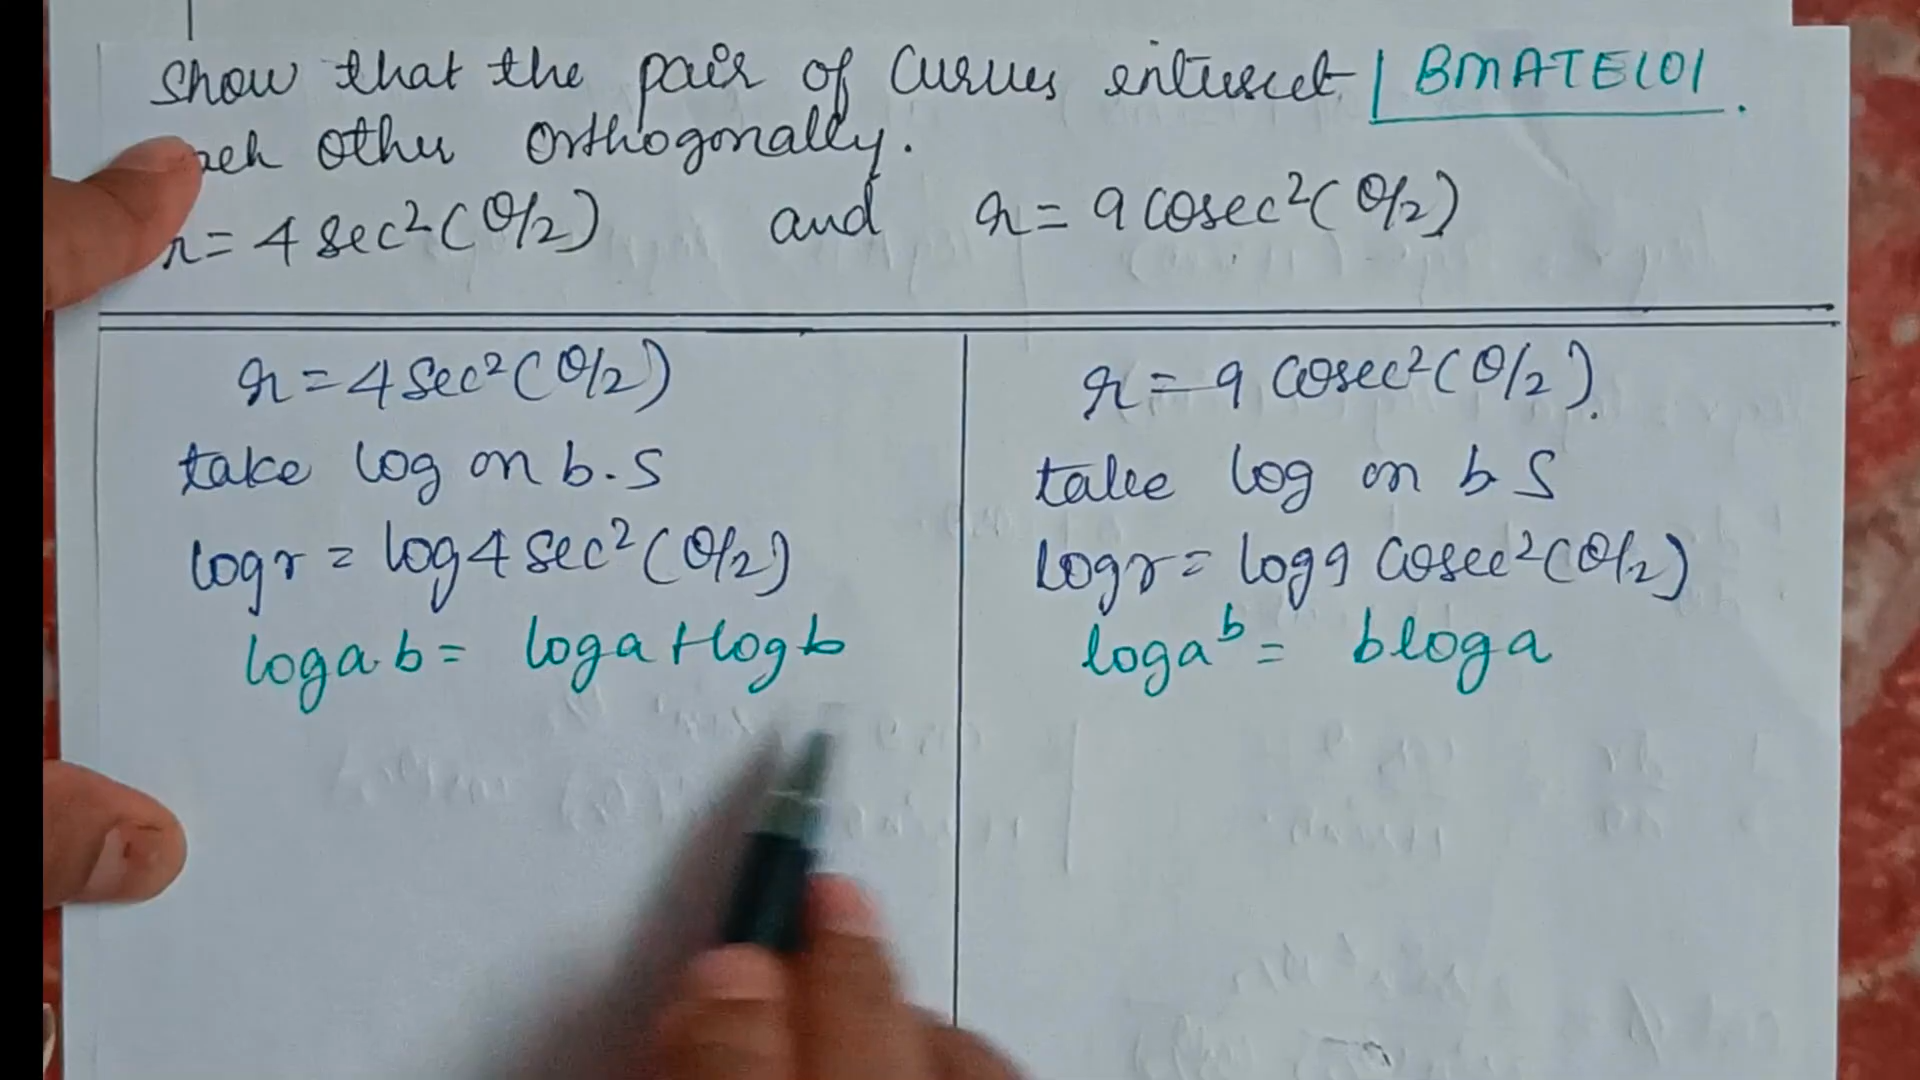 Show that the pair of Curves intersect BMATE101.
each other Orthogonally.
r = 4 Sec²(θ/2) and r = 9 Cosec²(θ/2)
r = 4 Sec²(θ/2)
take log on b.S
log r = log 4 Sec²(θ/2)
log a.b = log a + log b
r = 9 Cosec²(θ/2).
take log on b S
log r = log 9 Cosec²(θ/2)
log aᵇ = b log a